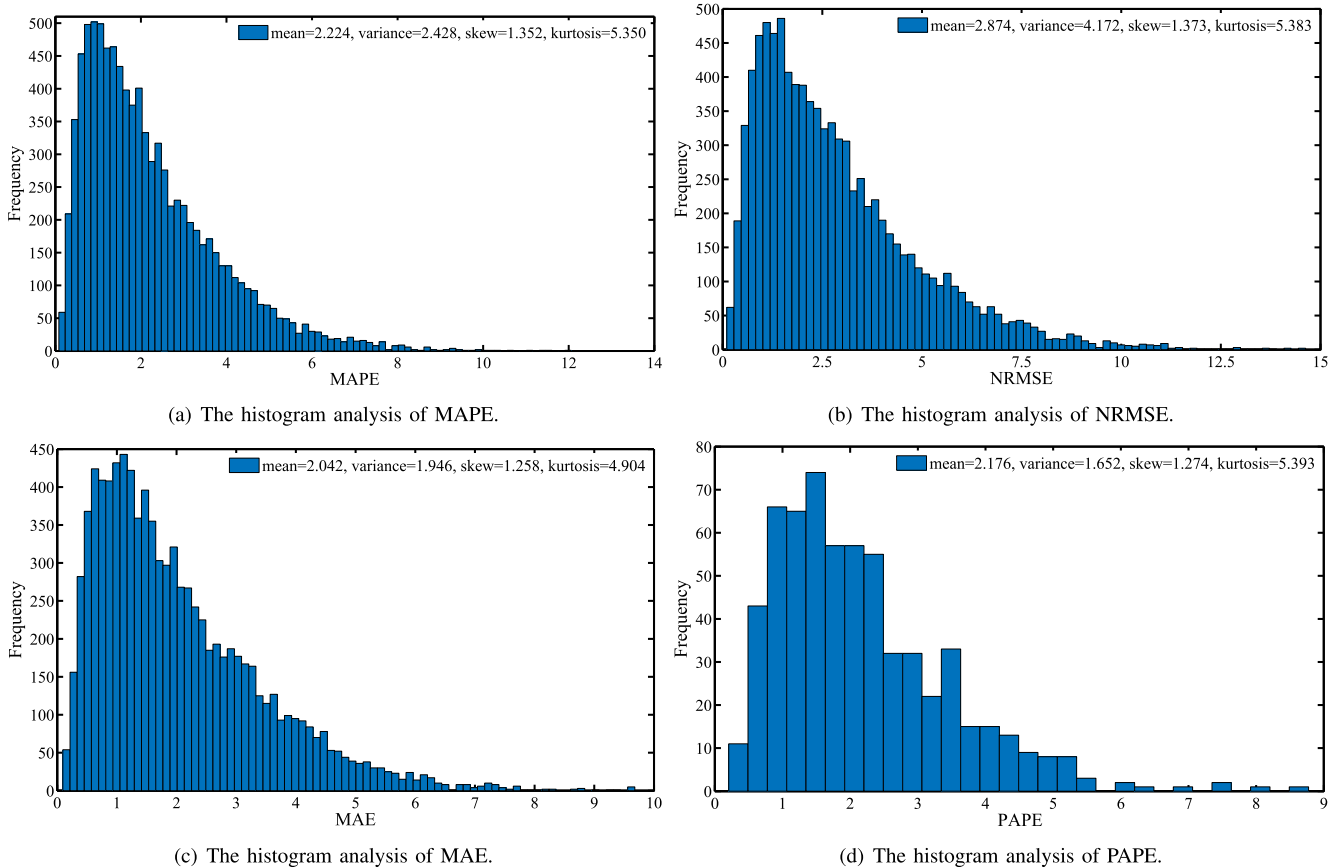 mean=2.224, variance=2.428, skew=1.352, kurtosis=5.350
500
450
400
350
300
250
200
150
100
50
0
Frequency
0 2 4 6 8 10 12 14
MAPE
(a) The histogram analysis of MAPE.
mean=2.874, variance=4.172, skew=1.373, kurtosis=5.383
500
450
400
350
300
250
200
150
100
50
0
Frequency
2.5 5 7.5 10 12.5 15
NRMSE
(b) The histogram analysis of NRMSE.
mean=2.042, variance=1.946, skew=1.258, kurtosis=4.904
450
400
350
300
250
200
150
100
50
0
Frequency
0 1 2 3 4 5 6 7 8 9 10
MAE
(c) The histogram analysis of MAE.
mean=2.176, variance=1.652, skew=1.274, kurtosis=5.393
80
70
60
50
40
30
20
10
0
Frequency
0 1 2 3 4 5 6 7 8 9
PAPE
(d) The histogram analysis of PAPE.